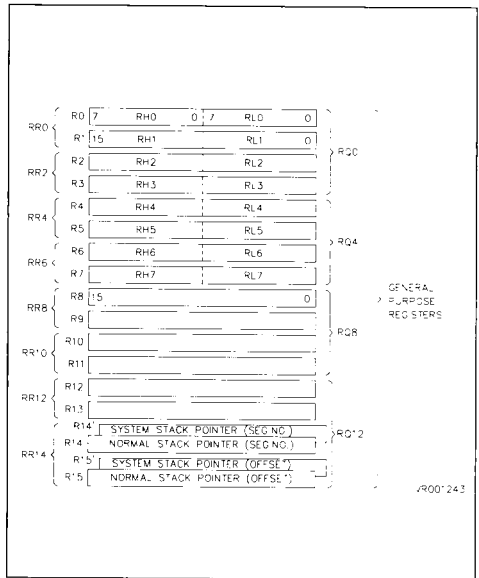 RR0 R0 7 RH0 0 7 RL0 0
R1 15 RH1 RL1 0
RQ0
RR2 R2 RH2 RL2
R3 RH3 RL3
RR4 R4 RH4 RL4
R5 RH5 RL5
RQ4
RR6 R6 RH6 RL6
R7 RH7 RL7
RR8 R8 15 0
R9
RQ8
GENERAL
PURPOSE
REGISTERS
RR10 R10
R11
RR12 R12
R13
RQ12
RR14 R14' SYSTEM STACK POINTER (SEG NO.)
R14 NORMAL STACK POINTER (SEG NO.)
R15' SYSTEM STACK POINTER (OFFSET)
R15 NORMAL STACK POINTER (OFFSET)
VR001243